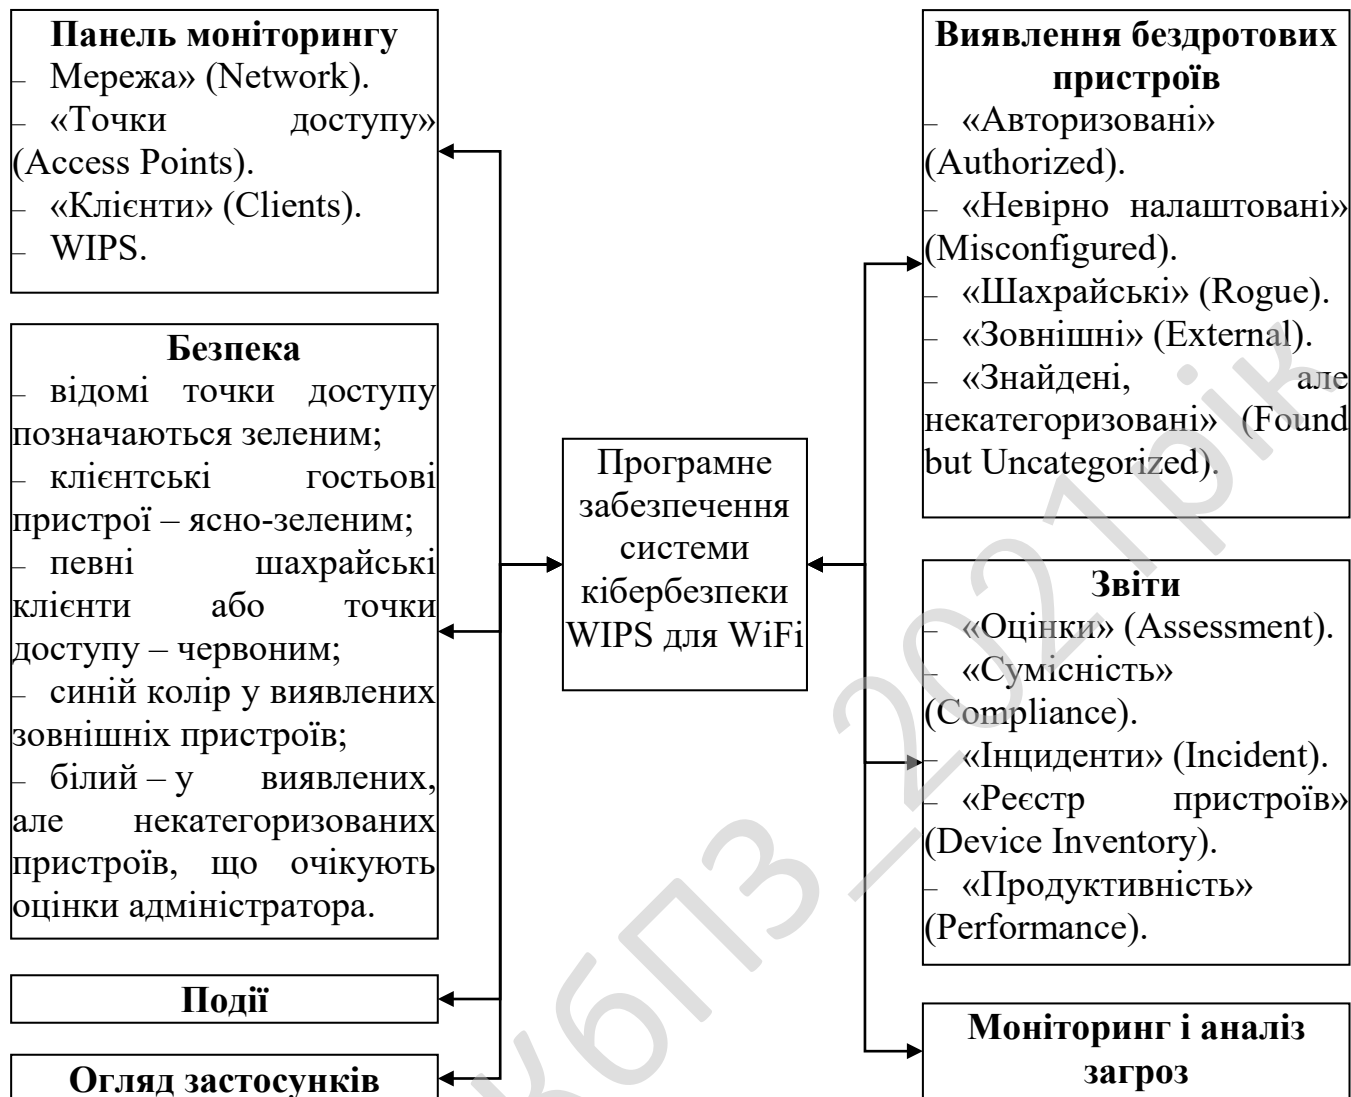 Панель моніторингу
– Мережа» (Network).
– «Точки доступу»
(Access Points).
– «Клієнти» (Clients).
– WIPS.
Безпека
– відомі точки доступу
позначаються зеленим;
– клієнтські гостьові
пристрої – ясно-зеленим;
– певні шахрайські
клієнти або точки
доступу – червоним;
– синій колір у виявлених
зовнішніх пристроїв;
– білий – у виявлених,
але некатегоризованих
пристроїв, що очікують
оцінки адміністратора.
Події
Огляд застосунків
Програмне
забезпечення
системи
кібербезпеки
WIPS для WiFi
Виявлення бездротових
пристроїв
– «Авторизовані»
(Authorized).
– «Невірно налаштовані»
(Misconfigured).
– «Шахрайські» (Rogue).
– «Зовнішні» (External).
– «Знайдені, але
некатегоризовані» (Found
but Uncategorized).
Звіти
– «Оцінки» (Assessment).
– «Сумісність»
(Compliance).
– «Інциденти» (Incident).
– «Реєстр пристроїв»
(Device Inventory).
– «Продуктивність»
(Performance).
Моніторинг і аналіз
загроз
КбПЗ_2021рік